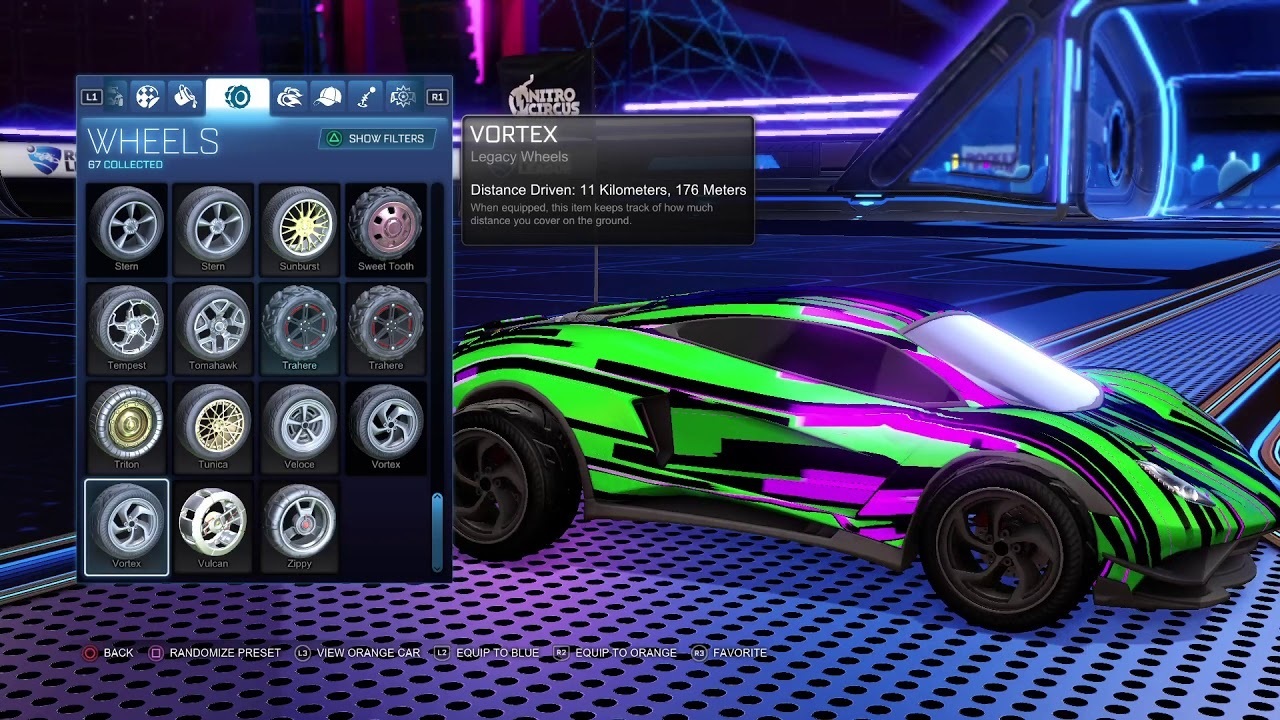 L1
R1
WHEELS
67 COLLECTED
SHOW FILTERS
Stern
Stern
Sunburst
Sweet Tooth
Tempest
Tomahawk
Trahere
Trahere
Triton
Tunica
Veloce
Vortex
Vortex
Vulcan
Zippy
NITRO
CIRCUS
VORTEX
Legacy Wheels
Distance Driven: 11 Kilometers, 176 Meters
When equipped, this item keeps track of how much
distance you cover on the ground.
BACK
RANDOMIZE PRESET
L3 VIEW ORANGE CAR
L2 EQUIP TO BLUE
R2 EQUIP TO ORANGE
R3 FAVORITE